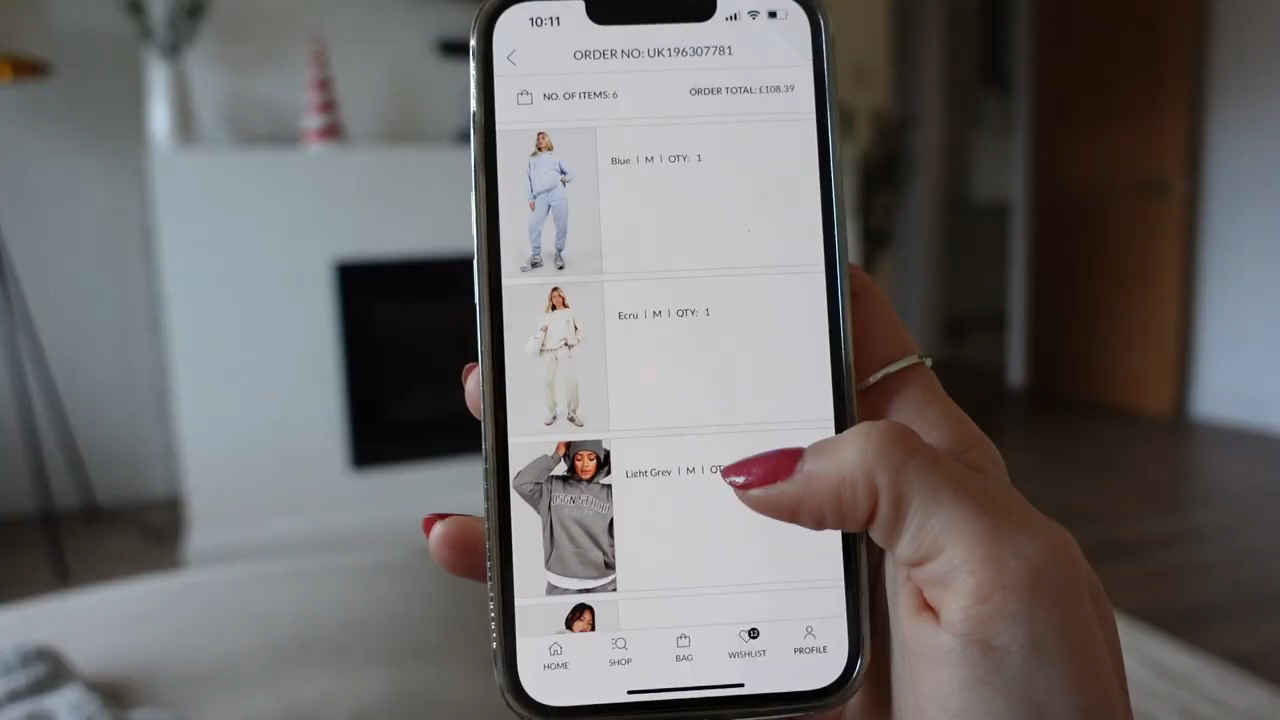 10:11
ORDER NO: UK196307781
NO. OF ITEMS: 6
ORDER TOTAL: £108.39
Blue | M | QTY: 1
Ecru | M | QTY: 1
Light Grey | M |
12
HOME
SHOP
BAG
WISHLIST
PROFILE